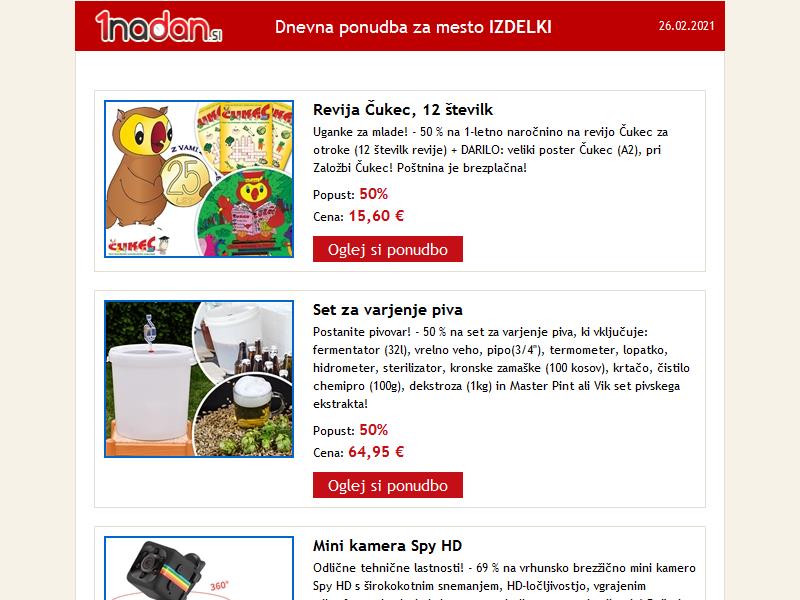 1nadan.si
Dnevna ponudba za mesto IZDELKI
26.02.2021
Z VAMI
25
LET
ČUKEC
ČUKEC
Revija Čukec, 12 številk
Uganke za mlade! - 50 % na 1-letno naročnino na revijo Čukec za
otroke (12 številk revije) + DARILO: veliki poster Čukec (A2), pri
Založbi Čukec! Poštnina je brezplačna!
Popust: 50%
Cena: 15,60 €
Oglej si ponudbo
Set za varjenje piva
Postanite pivovar! - 50 % na set za varjenje piva, ki vključuje:
fermentator (32l), vrelno veho, pipo(3/4"), termometer, lopatko,
hidrometer, sterilizator, kronske zamaške (100 kosov), krtačo, čistilo
chemipro (100g), dekstroza (1kg) in Master Pint ali Vik set pivskega
ekstrakta!
Popust: 50%
Cena: 64,95 €
Oglej si ponudbo
360°
Mini kamera Spy HD
Odlične tehnične lastnosti! - 69 % na vrhunsko brezžično mini kamero
Spy HD s širokokotnim snemanjem, HD-ločljivostjo, vgrajenim